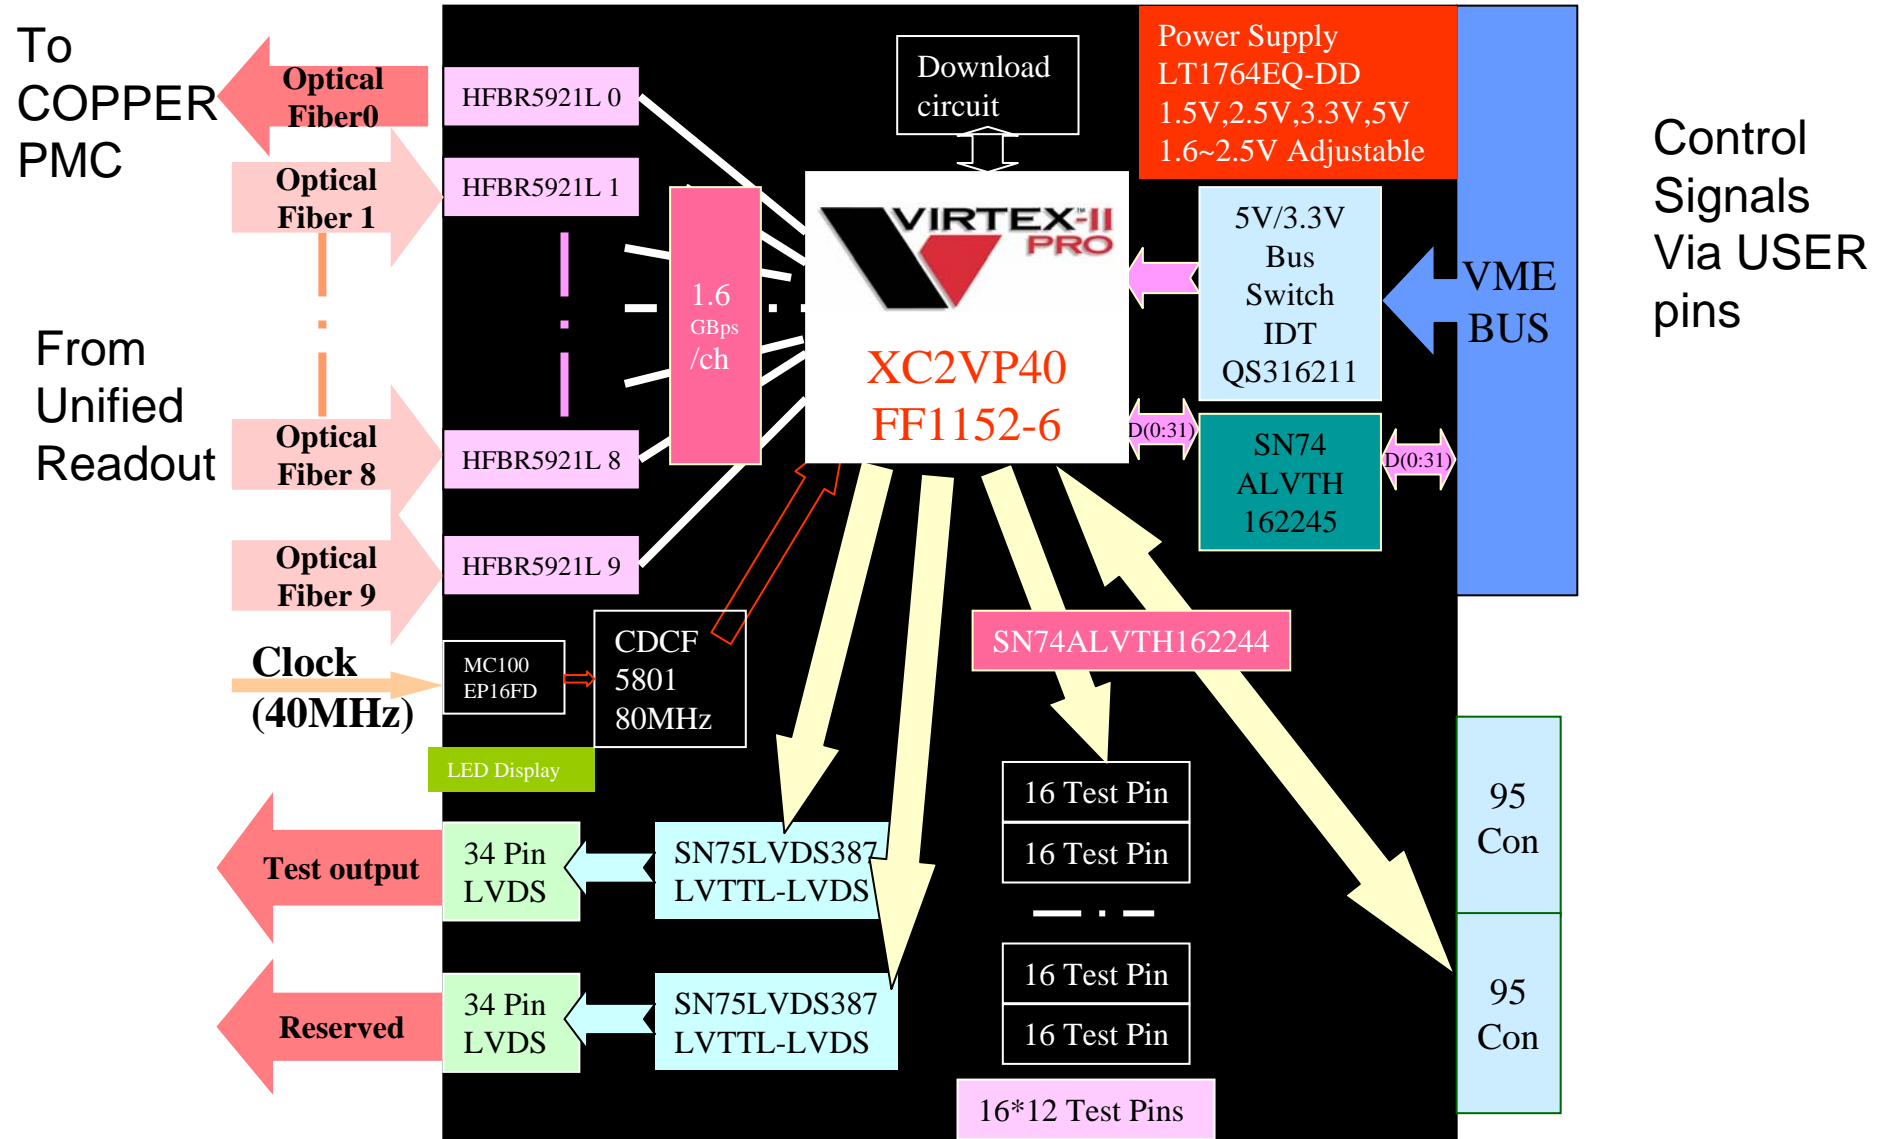 To
COPPER
PMC
Optical
Fiber0
HFBR5921L 0
Download
circuit
Power Supply
LT1764EQ-DD
1.5V,2.5V,3.3V,5V
1.6~2.5V Adjustable
Control
Signals
Via USER
pins
Optical
Fiber 1
HFBR5921L 1
1.6
GBps
/ch
VIRTEX-II™
PRO
XC2VP40
FF1152-6
5V/3.3V
Bus
Switch
IDT
QS316211
VME
BUS
From
Unified
Readout
Optical
Fiber 8
HFBR5921L 8
D(0:31)
SN74
ALVTH
162245
D(0:31)
Optical
Fiber 9
HFBR5921L 9
Clock
(40MHz)
MC100
EP16FD
CDCF
5801
80MHz
SN74ALVTH162244
LED Display
Test output
34 Pin
LVDS
SN75LVDS387
LVTTL-LVDS
16 Test Pin
16 Test Pin
95
Con
Reserved
34 Pin
LVDS
SN75LVDS387
LVTTL-LVDS
16 Test Pin
16 Test Pin
95
Con
16*12 Test Pins